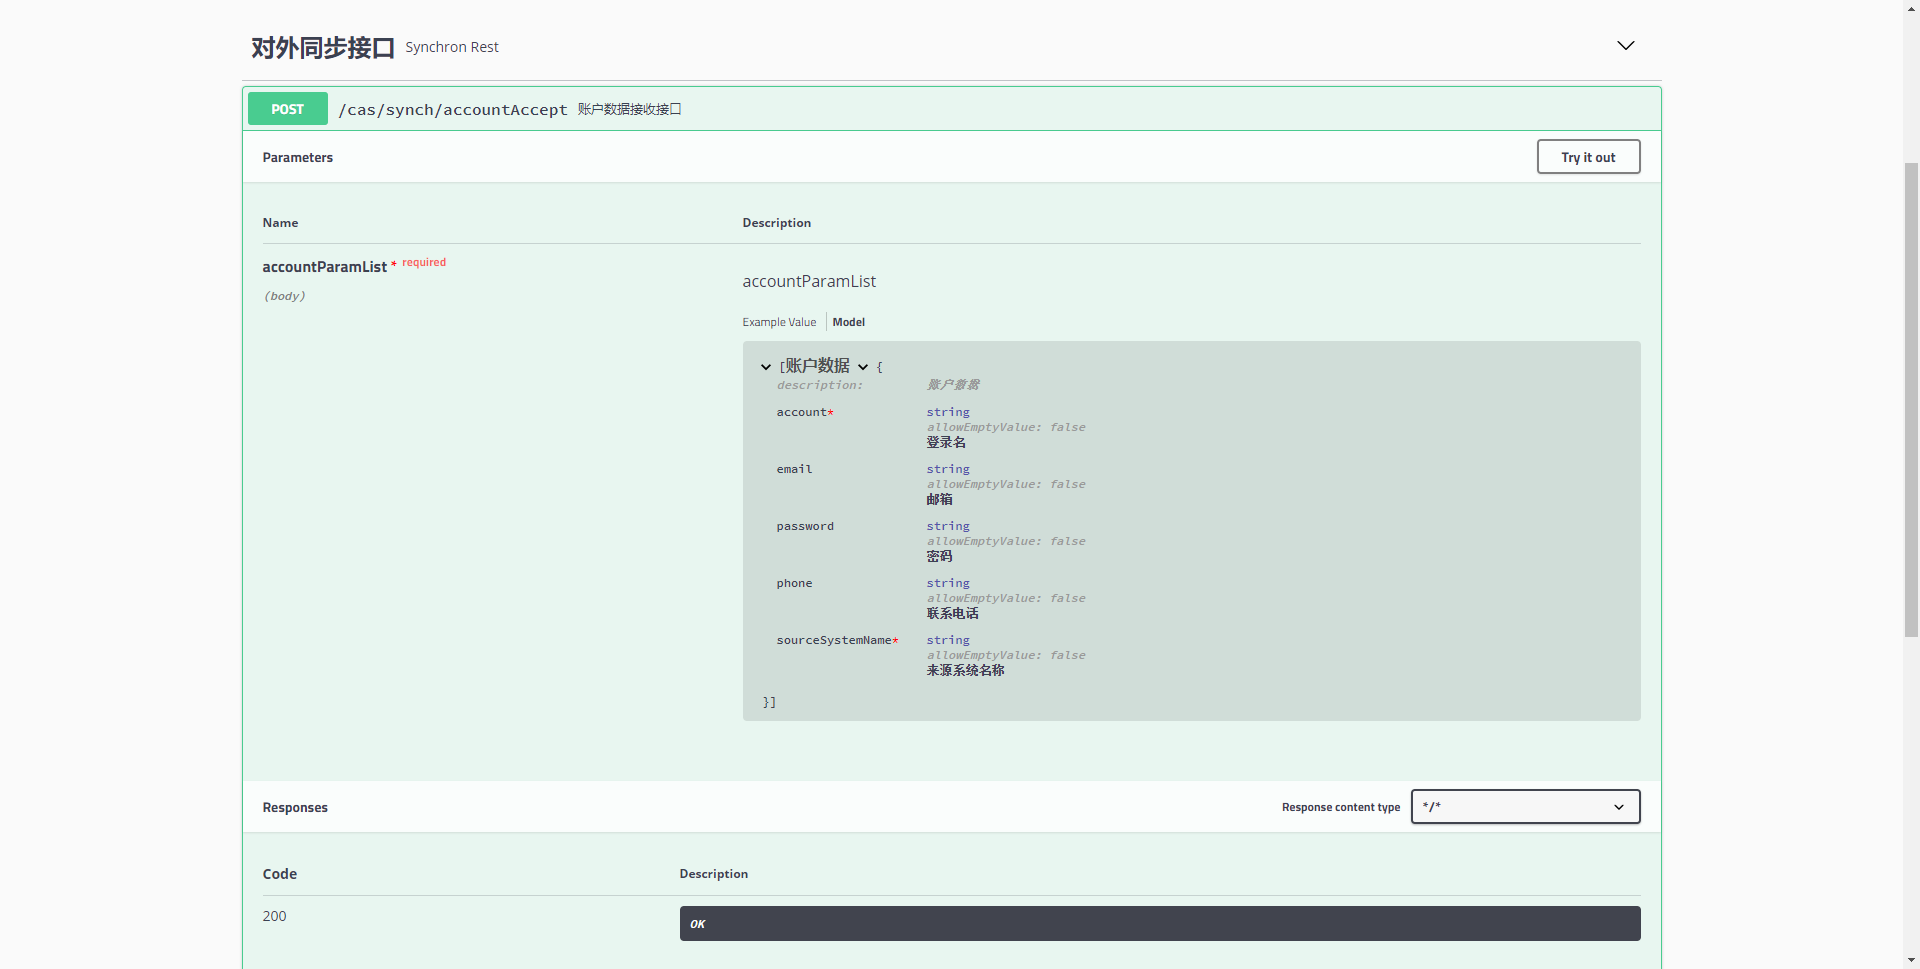 对外同步接口 Synchron Rest
POST /cas/synch/accountAccept 账户数据接收接口
Parameters Try it out
Name Description
accountParamList * required
(body)
accountParamList
Example Value Model
[账户数据 {
description: 账户数据
account* string
allowEmptyValue: false
登录名
email string
allowEmptyValue: false
邮箱
password string
allowEmptyValue: false
密码
phone string
allowEmptyValue: false
联系电话
sourceSystemName* string
allowEmptyValue: false
来源系统名称
}]
Responses Response content type */*
Code Description
200 OK